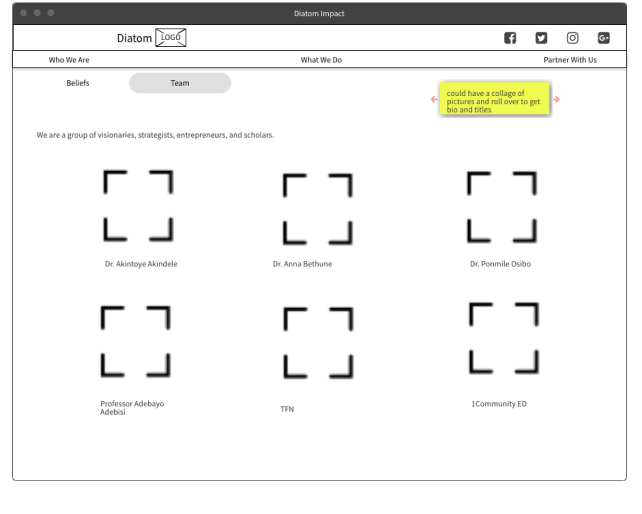 Diatom Impact
Diatom LOGO
Who We Are What We Do Partner With Us
Beliefs Team
could have a collage of
pictures and roll over to get
bio and titles
We are a group of visionaries, strategists, entrepreneurs, and scholars.
Dr. Akintoye Akindele Dr. Anna Bethune Dr. Ponmile Osibo
Professor Adebayo
Adebisi
TFN
1Community ED